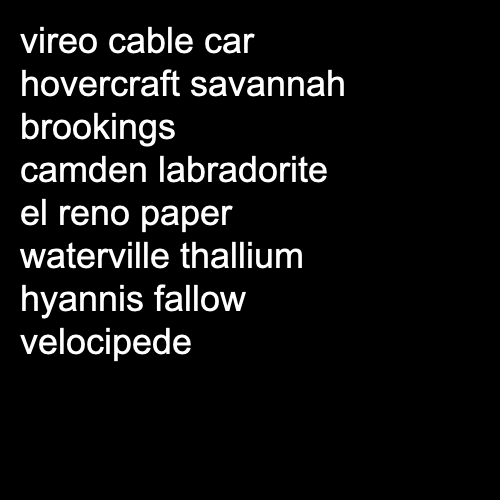 vireo cable car
hovercraft savannah
brookings
camden labradorite
el reno paper
waterville thallium
hyannis fallow
velocipede